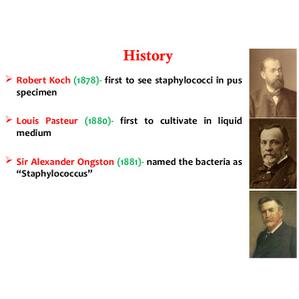 History
Robert Koch (1878)- first to see staphylococci in pus
specimen
Louis Pasteur (1880)- first to cultivate in liquid
medium
Sir Alexander Ongston (1881)- named the bacteria as
“Staphylococcus”